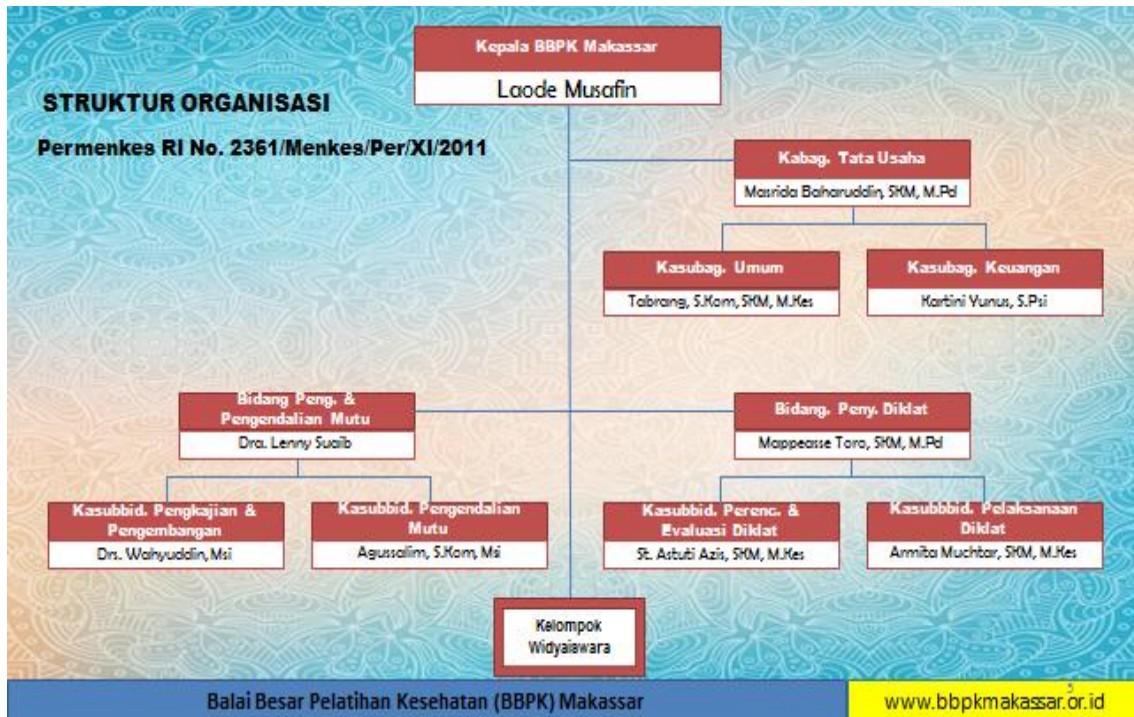 Kepala BBPK Makassar
Laode Musafin
STRUKTUR ORGANISASI
Permenkes RI No. 2361/Menkes/Per/XI/2011
Kabag. Tata Usaha
Masrida Baharuddin, SKM, M.Pd
Kasubag. Umum
Tabrang, S.Kom, SKM, M.Kes
Kasubag. Keuangan
Kartini Yunus, S.Psi
Bidang Peng. &
Pengendalian Mutu
Dra. Lenny Suaib
Bidang. Peny. Diklat
Mappeasse Toro, SKM, M.Pd
Kasubbid. Pengkajian &
Pengembangan
Drs. Wahyuddin, Msi
Kasubbid. Pengendalian
Mutu
Agussalim, S.Kom, Msi
Kasubbid. Perenc. &
Evaluasi Diklat
St. Astuti Azis, SKM, M.Kes
Kasubbbid. Pelaksanaan
Diklat
Armita Muchtar, SKM, M.Kes
Kelompok
Widyaiswara
Balai Besar Pelatihan Kesehatan (BBPK) Makassar
5
www.bbpkmakassar.or.id